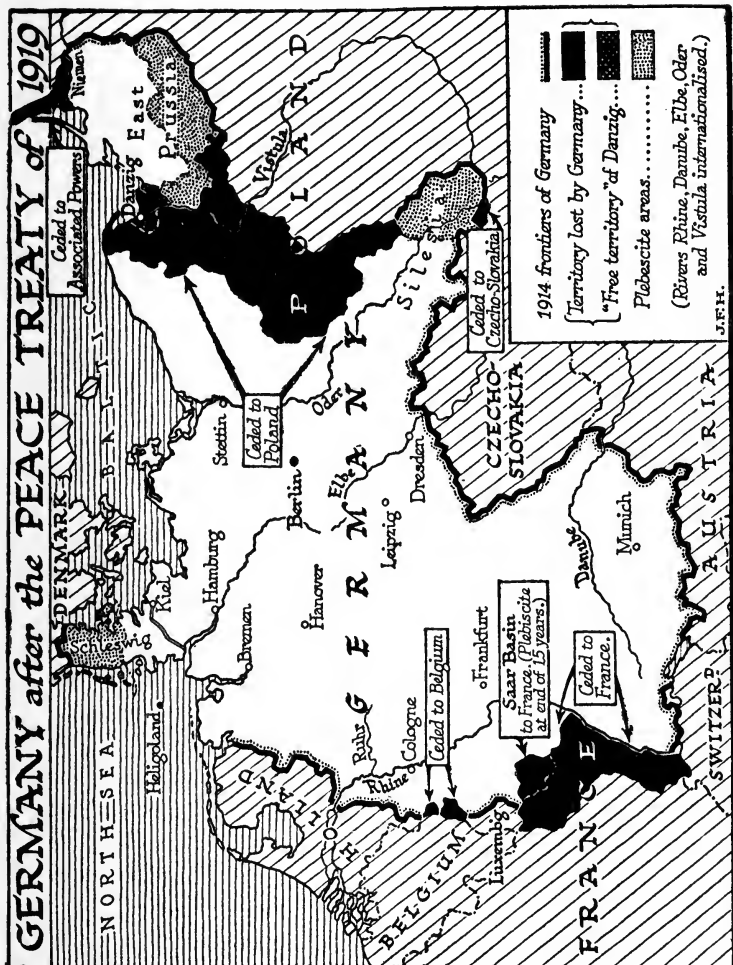 GERMANY after the PEACE TREATY of 1919
NORTH SEA
DENMARK
BALTIC
Schleswig
Heligoland
Kiel
Hamburg
Bremen
Stettin
Ceded to
Associated Powers
Niemen
Danzig
East
Prussia
Vistula
POLAND
HOLLAND
Hanover
Berlin
Elbe
Oder
Ceded to
Poland
GERMANY
Ruhr
Rhine
Cologne
Leipzig
Dresden
Silesia
BELGIUM
Ceded to Belgium
Luxembg
Frankfurt
CZECHO-
SLOVAKIA
Ceded to
Czecho-Slovakia
Saar Basin
to France. (Plebiscite
at end of 15 years.)
Ceded to
France.
FRANCE
Danube
Munich
SWITZERD
AUSTRIA
1914 frontiers of Germany
Territory lost by Germany...
"Free territory" of Danzig....
Plebescite areas..........
(Rivers Rhine, Danube, Elbe, Oder
and Vistula internationalised.)
J.F.H.